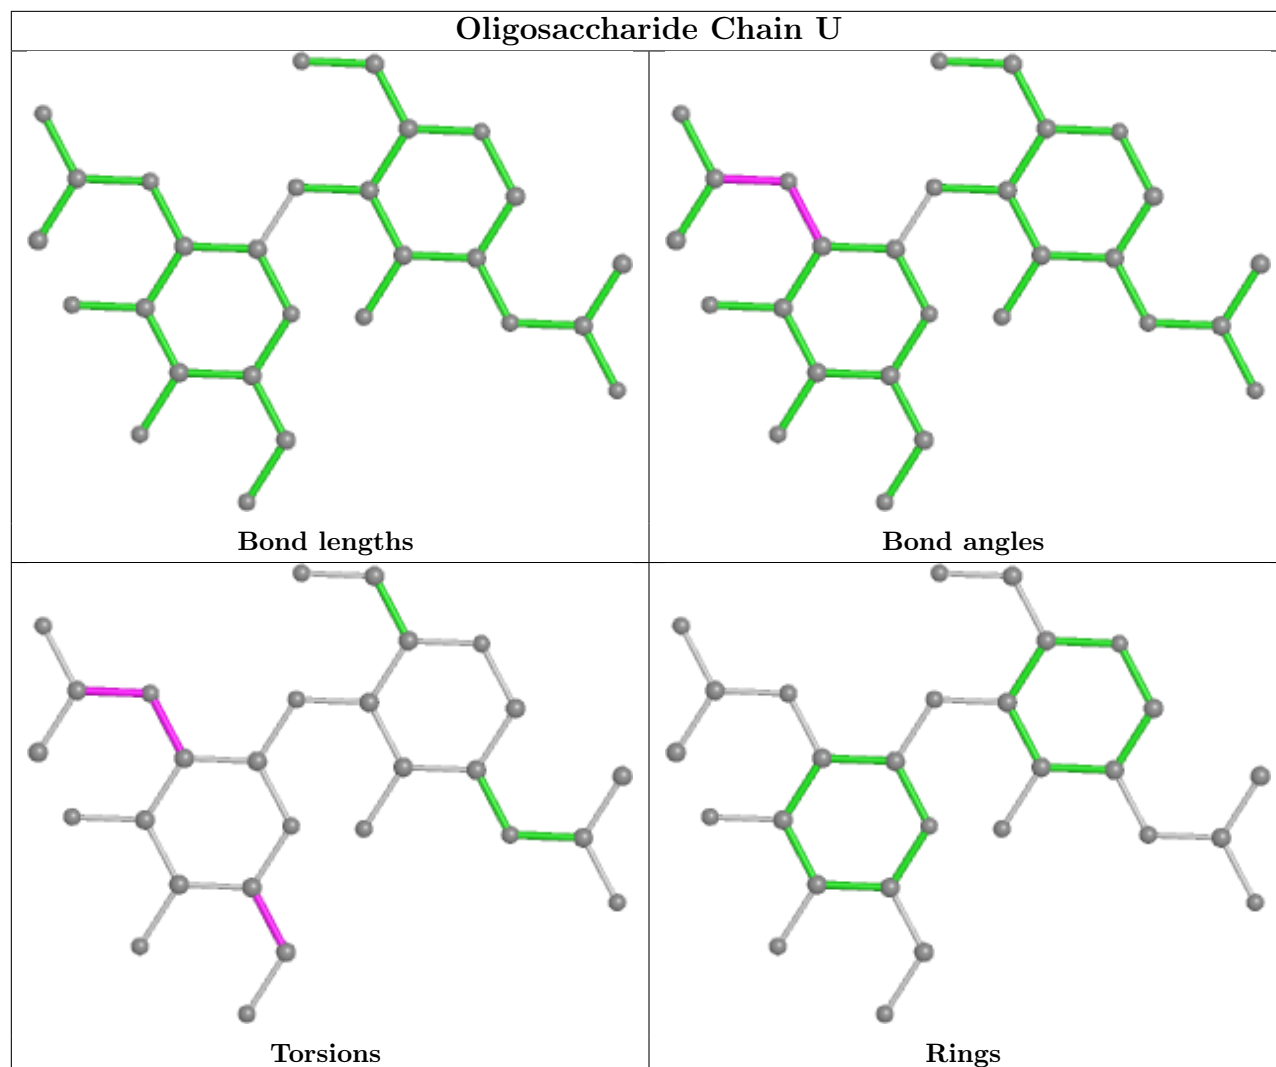 Oligosaccharide Chain U
Bond lengths
Bond angles
Torsions
Rings